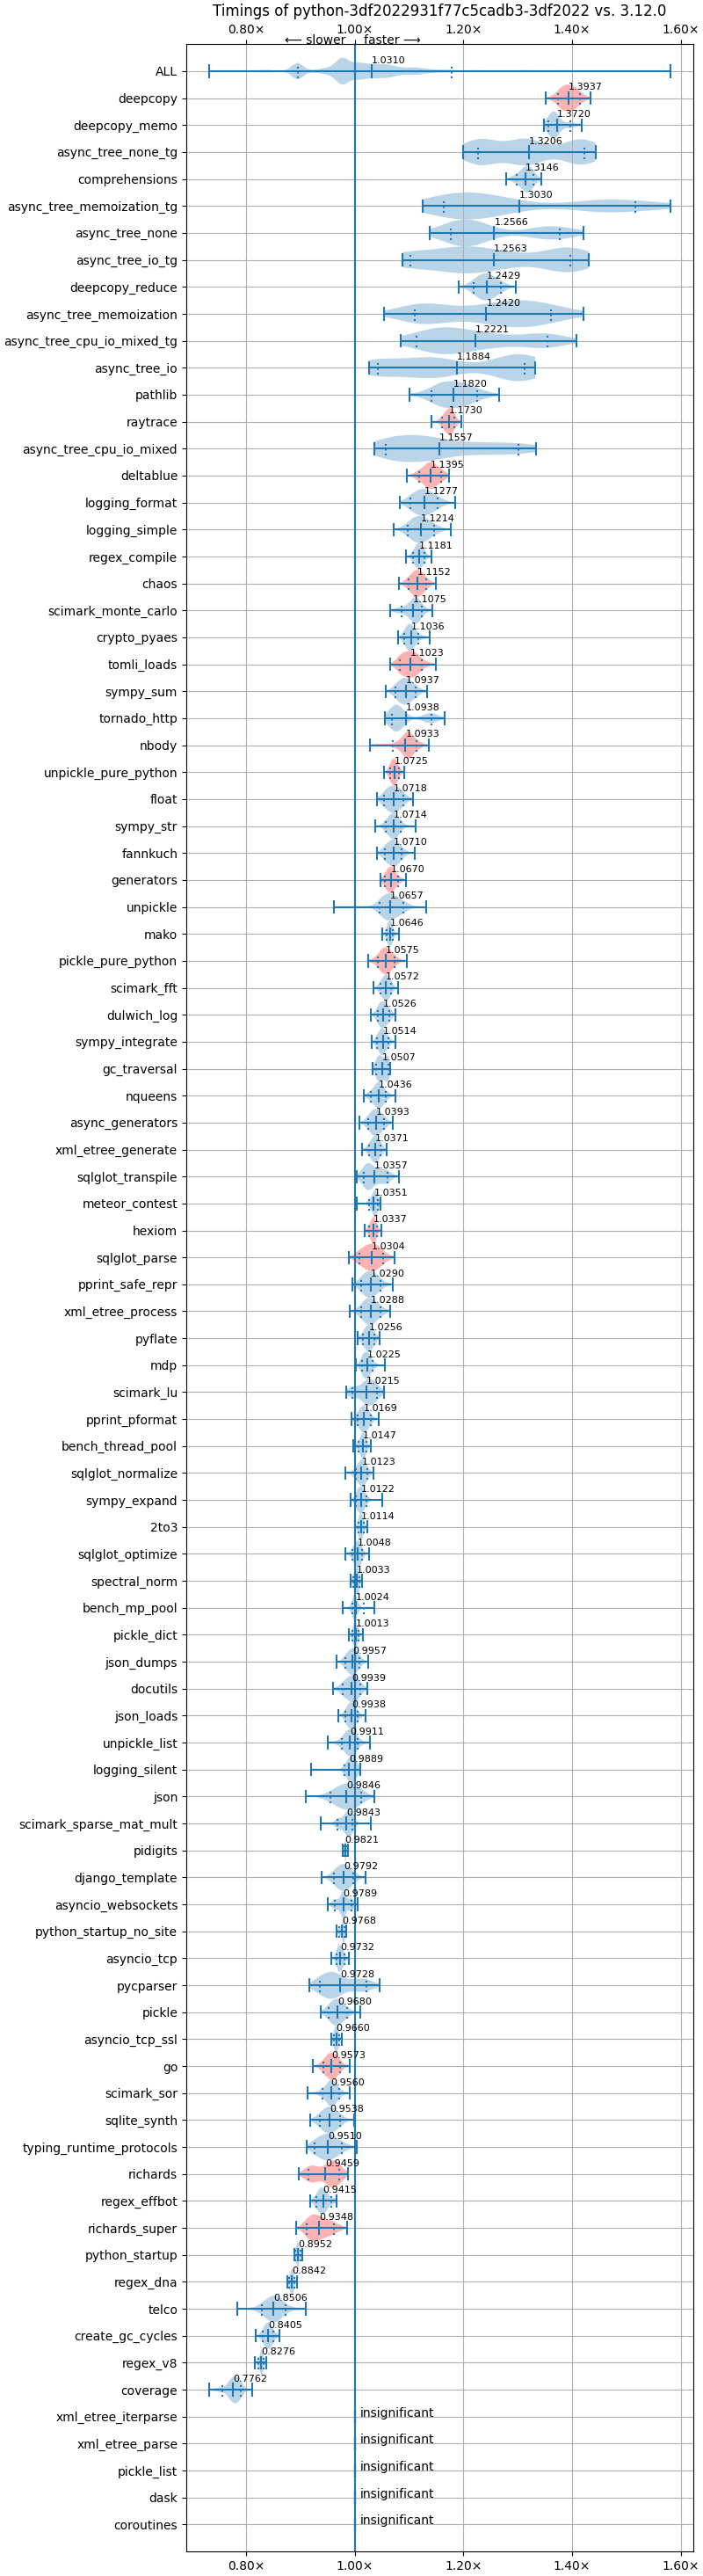 Timings of python-3df2022931f77c5cadb3-3df2022 vs. 3.12.0
0.80× 1.00× 1.20× 1.40× 1.60×
⟵ slower faster ⟶
ALL 1.0310
deepcopy 1.3937
deepcopy_memo 1.3720
async_tree_none_tg 1.3206
comprehensions 1.3146
async_tree_memoization_tg 1.3030
async_tree_none 1.2566
async_tree_io_tg 1.2563
deepcopy_reduce 1.2429
async_tree_memoization 1.2420
async_tree_cpu_io_mixed_tg 1.2221
async_tree_io 1.1884
pathlib 1.1820
raytrace 1.1730
async_tree_cpu_io_mixed 1.1557
deltablue 1.1395
logging_format 1.1277
logging_simple 1.1214
regex_compile 1.1181
chaos 1.1152
scimark_monte_carlo 1.1075
crypto_pyaes 1.1036
tomli_loads 1.1023
sympy_sum 1.0937
tornado_http 1.0938
nbody 1.0933
unpickle_pure_python 1.0725
float 1.0718
sympy_str 1.0714
fannkuch 1.0710
generators 1.0670
unpickle 1.0657
mako 1.0646
pickle_pure_python 1.0575
scimark_fft 1.0572
dulwich_log 1.0526
sympy_integrate 1.0514
gc_traversal 1.0507
nqueens 1.0436
async_generators 1.0393
xml_etree_generate 1.0371
sqlglot_transpile 1.0357
meteor_contest 1.0351
hexiom 1.0337
sqlglot_parse 1.0304
pprint_safe_repr 1.0290
xml_etree_process 1.0288
pyflate 1.0256
mdp 1.0225
scimark_lu 1.0215
pprint_pformat 1.0169
bench_thread_pool 1.0147
sqlglot_normalize 1.0123
sympy_expand 1.0122
2to3 1.0114
sqlglot_optimize 1.0048
spectral_norm 1.0033
bench_mp_pool 1.0024
pickle_dict 1.0013
json_dumps 0.9957
docutils 0.9939
json_loads 0.9938
unpickle_list 0.9911
logging_silent 0.9889
json 0.9846
scimark_sparse_mat_mult 0.9843
pidigits 0.9821
django_template 0.9792
asyncio_websockets 0.9789
python_startup_no_site 0.9768
asyncio_tcp 0.9732
pycparser 0.9728
pickle 0.9680
asyncio_tcp_ssl 0.9660
go 0.9573
scimark_sor 0.9560
sqlite_synth 0.9538
typing_runtime_protocols 0.9510
richards 0.9459
regex_effbot 0.9415
richards_super 0.9348
python_startup 0.8952
regex_dna 0.8842
telco 0.8506
create_gc_cycles 0.8405
regex_v8 0.8276
coverage 0.7762
xml_etree_iterparse insignificant
xml_etree_parse insignificant
pickle_list insignificant
dask insignificant
coroutines insignificant
0.80× 1.00× 1.20× 1.40× 1.60×